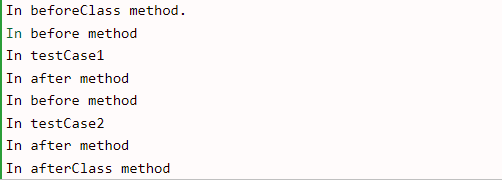 In beforeClass method.
In before method
In testCase1
In after method
In before method
In testCase2
In after method
In afterClass method